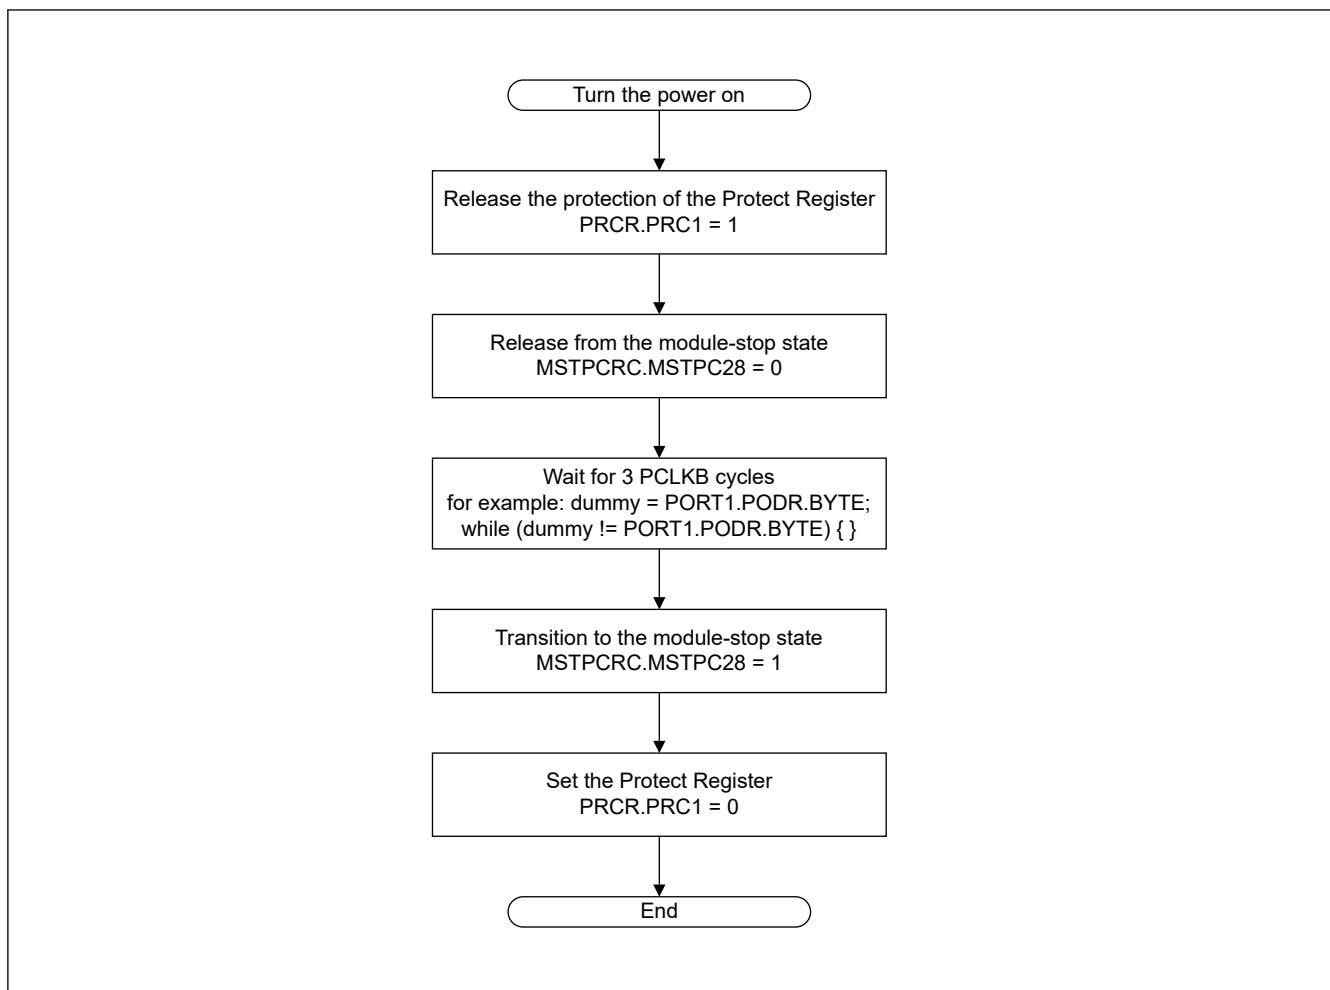 Turn the power on
Release the protection of the Protect Register
PRCR.PRC1 = 1
Release from the module-stop state
MSTPCRC.MSTPC28 = 0
Wait for 3 PCLKB cycles
for example: dummy = PORT1.PODR.BYTE;
while (dummy != PORT1.PODR.BYTE) { }
Transition to the module-stop state
MSTPCRC.MSTPC28 = 1
Set the Protect Register
PRCR.PRC1 = 0
End